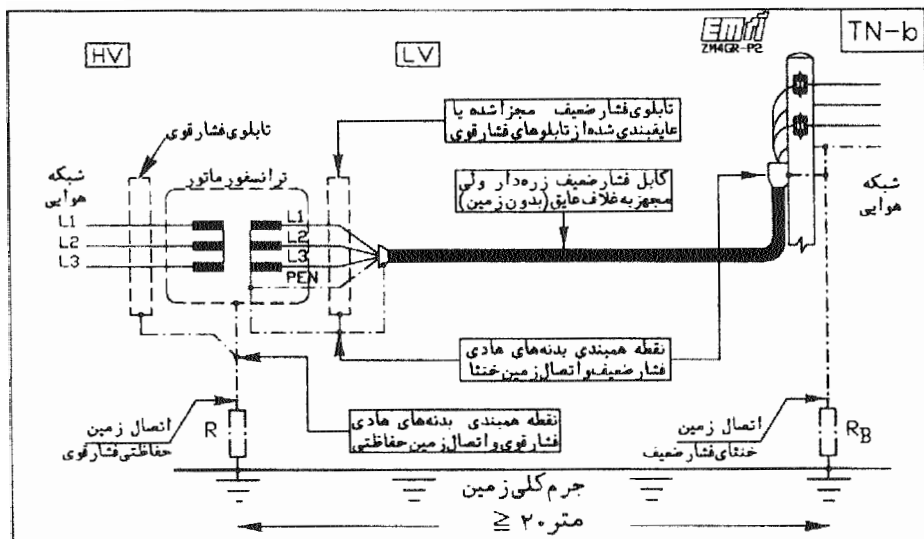 HV
LV
EMfi
ZM4GR-P2
TN-b
تابلوی فشار قوی
تابلوی فشار ضعیف مجزا شده یا
عایقبندی شده از تابلوهای فشار قوی
ترانسفورماتور
شبکه
هوایی
کابل فشار ضعیف زره‌دار ولی
مجهز به غلاف عایق (بدون زمین)
شبکه
هوایی
L1
L2
L3
L1
L2
L3
PEN
نقطه همبندی بدنه‌های هادی
فشار ضعیف و اتصال زمین خنثا
اتصال زمین
حفاظتی فشار قوی
R
نقطه همبندی بدنه‌های هادی
فشار قوی و اتصال زمین حفاظتی
اتصال زمین
خنثای فشار ضعیف
RB
جرم کلی زمین
≧ ۲۰ متر